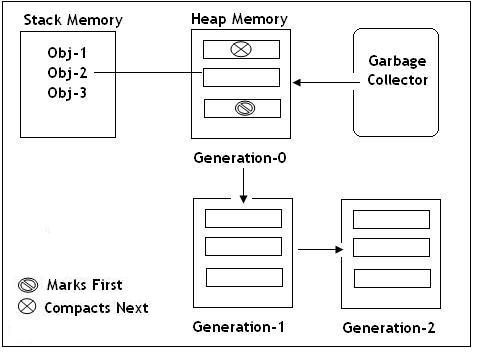 Stack Memory
Heap Memory
Obj-1
Obj-2
Obj-3
Garbage
Collector
Generation-0
Marks First
Compacts Next
Generation-1
Generation-2